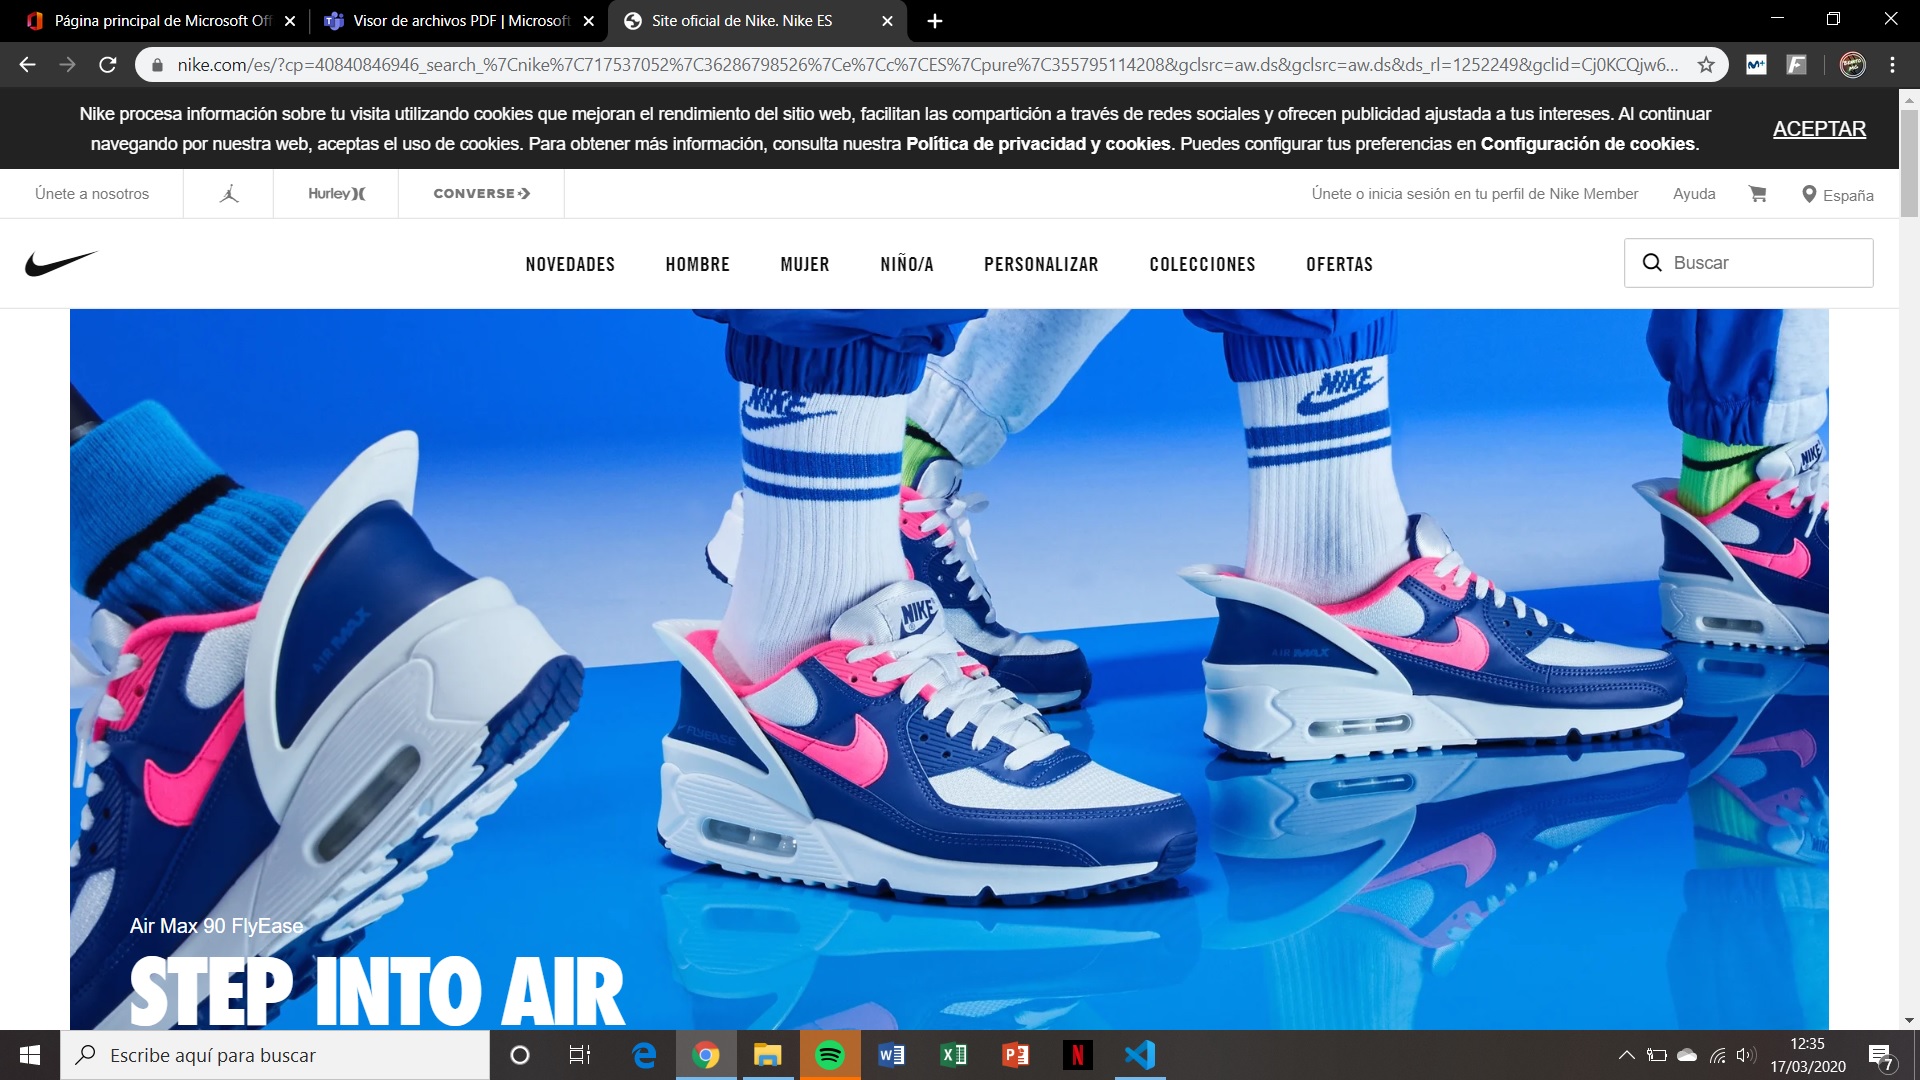 Página principal de Microsoft Off
Visor de archivos PDF | Microsoft
Site oficial de Nike. Nike ES
nike.com/es/?cp=40840846946_search_%7Cnike%7C717537052%7C36286798526%7Ce%7Cc%7CES%7Cpure%7C355795114208&gclsrc=aw.ds&gclsrc=aw.ds&ds_rl=1252249&gclid=Cj0KCQjw6...
Nike procesa información sobre tu visita utilizando cookies que mejoran el rendimiento del sitio web, facilitan las compartición a través de redes sociales y ofrecen publicidad ajustada a tus intereses. Al continuar
navegando por nuestra web, aceptas el uso de cookies. Para obtener más información, consulta nuestra Política de privacidad y cookies. Puedes configurar tus preferencias en Configuración de cookies.
ACEPTAR
Únete a nosotros
Hurley
CONVERSE
Únete o inicia sesión en tu perfil de Nike Member
Ayuda
España
NOVEDADES
HOMBRE
MUJER
NIÑO/A
PERSONALIZAR
COLECCIONES
OFERTAS
Buscar
NIKE
NIKE
NIKE
AIR MAX
NIKE
AIR MAX
FLYEASE
Air Max 90 FlyEase
STEP INTO AIR
Escribe aquí para buscar
12:35
17/03/2020
7